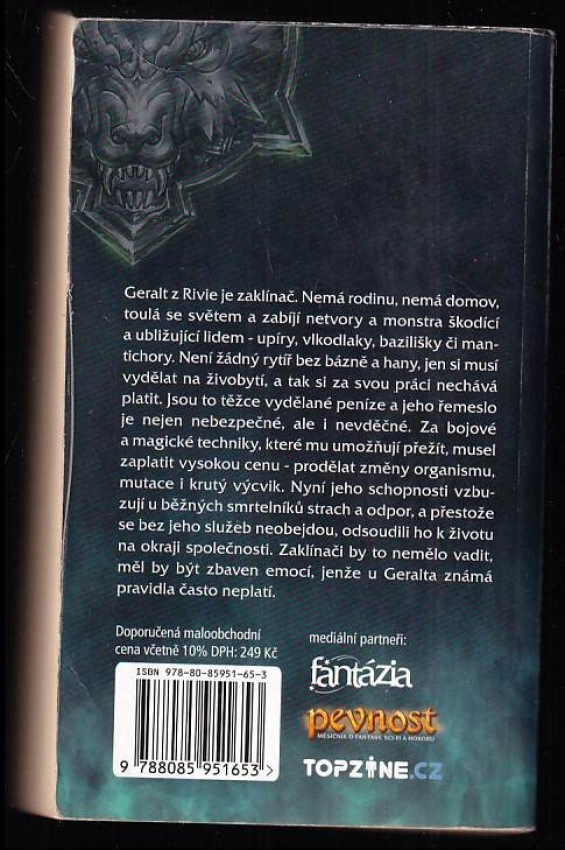 Geralt z Rivie je zaklínač. Nemá rodinu, nemá domov,
toulá se světem a zabíjí netvory a monstra škodící
a ubližující lidem - upíry, vlkodlaky, bazilišky či man-
tichory. Není žádný rytíř bez bázně a hany, jen si musí
vydělat na živobytí, a tak si za svou práci nechává
platit. Jsou to těžce vydělané peníze a jeho řemeslo
je nejen nebezpečné, ale i nevděčné. Za bojové
a magické techniky, které mu umožňují přežít, musel
zaplatit vysokou cenu - prodělat změny organismu,
mutace i krutý výcvik. Nyní jeho schopnosti vzbu-
zují u běžných smrtelníků strach a odpor, a přestože
se bez jeho služeb neobejdou, odsoudili ho k životu
na okraji společnosti. Zaklínači by to nemělo vadit,
měl by být zbaven emocí, jenže u Geralta známá
pravidla často neplatí.
Doporučená maloobchodní
cena včetně 10% DPH: 249 Kč
ISBN 978-80-85951-65-3
9 788085 951653 >
mediální partneři:
fantázia
pevnost
MĚSÍČNÍK O FANTASY, SCI-FI A HORORU
TOPZINE.CZ